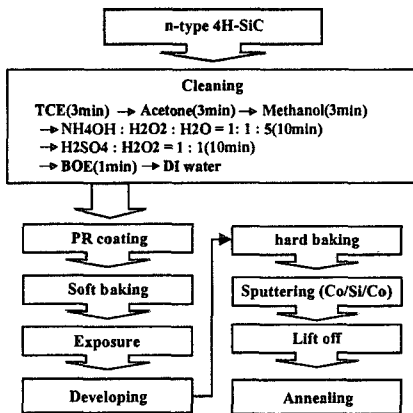 n-type 4H-SiC
Cleaning
TCE(3min) → Acetone(3min) → Methanol(3min)
→ NH4OH : H2O2 : H2O = 1: 1 : 5(10min)
→ H2SO4 : H2O2 = 1 : 1(10min)
→ BOE(1min) → DI water
PR coating
Soft baking
Exposure
Developing
hard baking
Sputtering (Co/Si/Co)
Lift off
Annealing